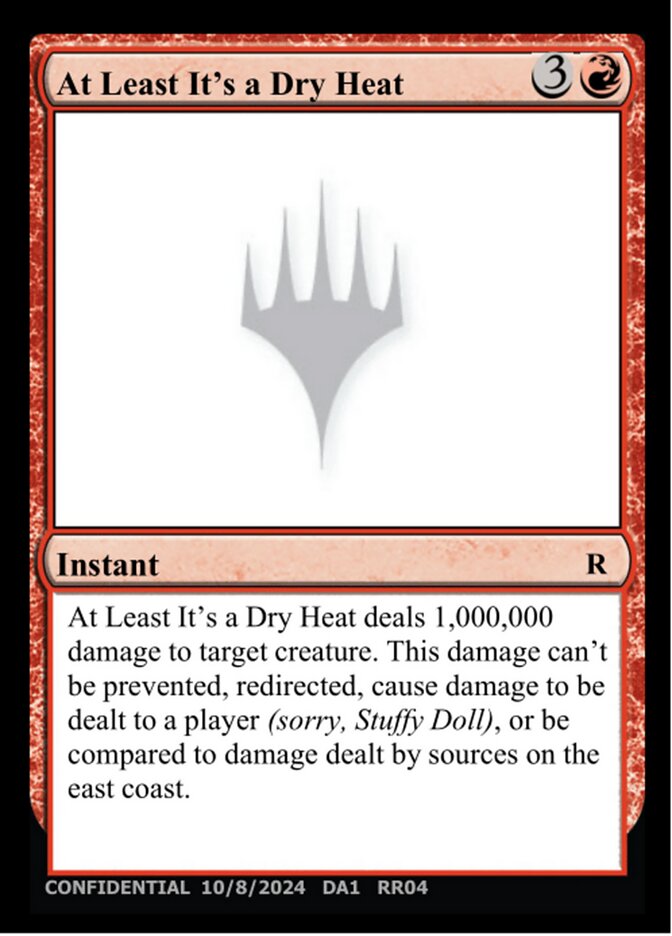 At Least It’s a Dry Heat 3
Instant R
At Least It’s a Dry Heat deals 1,000,000
damage to target creature. This damage can’t
be prevented, redirected, cause damage to be
dealt to a player (sorry, Stuffy Doll), or be
compared to damage dealt by sources on the
east coast.
CONFIDENTIAL 10/8/2024 DA1 RR04